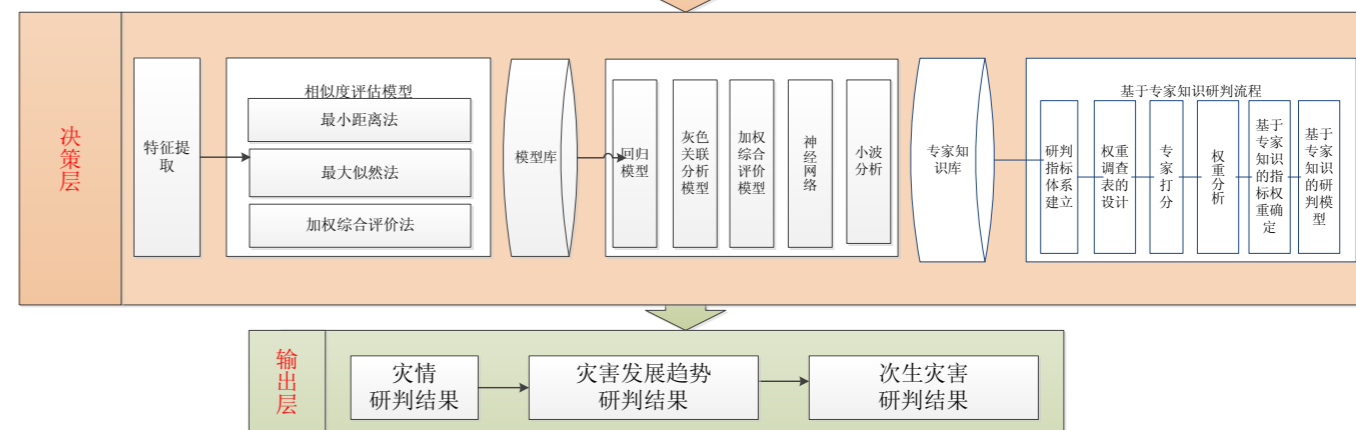 决策层
特征提
取
相似度评估模型
最小距离法
最大似然法
加权综合评价法
模型库
回归
模型
灰色
关联
分析
模型
加权
综合
评价
模型
神
经
网
络
小波
分析
专家知
识库
基于专家知识研判流程
研判
指标
体系
建立
权重
调查
表的
设计
专
家
打
分
权
重
分
析
基于
专家
知识
的指
标权
重确
定
基于
专家
知识
的研
判模
型
输出层
灾情
研判结果
灾害发展趋势
研判结果
次生灾害
研判结果